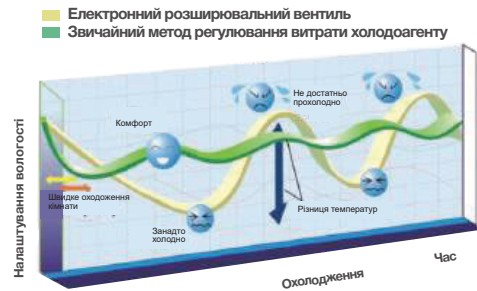 Електронний розширювальний вентиль
Звичайний метод регулювання витрати холодоагенту
Налаштування вологості
Не достатньо
прохолодно
Комфорт
Швидке оходоження
кімнати
Занадто
холодно
Різниця температур
Охолодження
Час